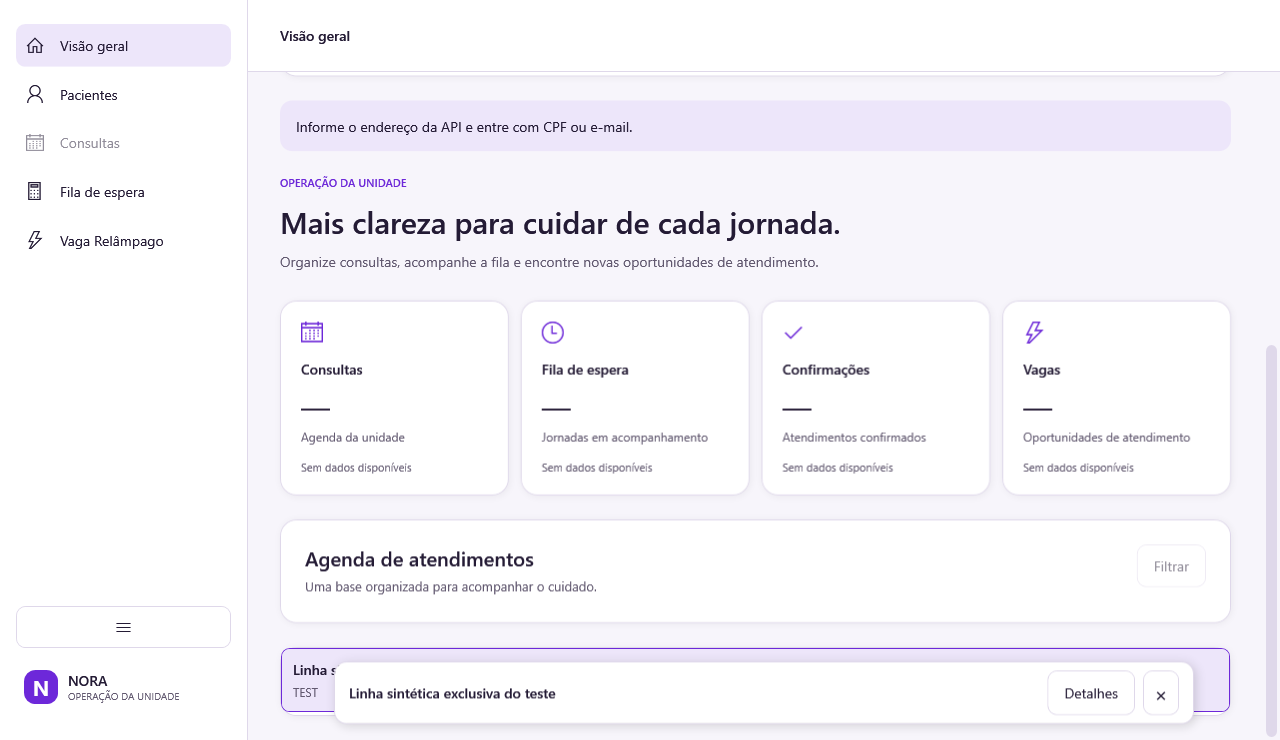 Visão geral
Pacientes
Consultas
Fila de espera
Vaga Relâmpago
N
NORA
OPERAÇÃO DA UNIDADE
Visão geral
Informe o endereço da API e entre com CPF ou e-mail.
OPERAÇÃO DA UNIDADE
Mais clareza para cuidar de cada jornada.
Organize consultas, acompanhe a fila e encontre novas oportunidades de atendimento.
Consultas
—
Agenda da unidade
Sem dados disponíveis
Fila de espera
—
Jornadas em acompanhamento
Sem dados disponíveis
Confirmações
—
Atendimentos confirmados
Sem dados disponíveis
Vagas
—
Oportunidades de atendimento
Sem dados disponíveis
Agenda de atendimentos
Uma base organizada para acompanhar o cuidado.
Filtrar
Linha s
TEST
Linha sintética exclusiva do teste
Detalhes
×